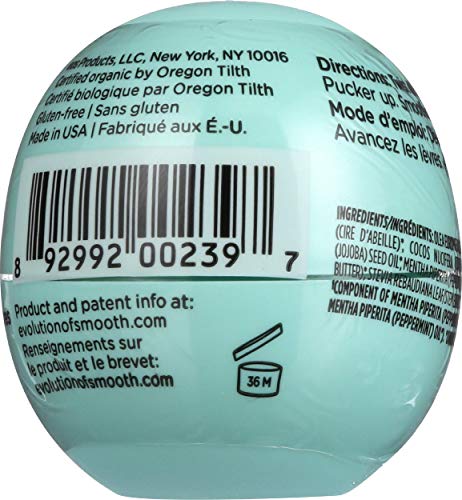 Products, LLC, New York, NY 10016
Certified organic by Oregon Tilth
Certifié biologique par Oregon Tilth
Gluten-free | Sans gluten
Made in USA | Fabriqué aux É.-U.
8 92992 00239 7
Product and patent info at:
evolutionofsmooth.com
Renseignements sur
le produit et le brevet:
evolutionofsmooth.com
36 M
Directions:
Pucker up.
Mode d'emploi:
Avancez les lèvres
INGREDIENTS/INGRÉDIENTS:
(CIRE D'ABEILLE)*, COCOS NUCIFERA
(JOJOBA) SEED OIL*,
BUTTER*, STEVIA REBAUDIANA
°COMPONENT OF MENTHA PIPERITA (PEPPERMINT)
MENTHA PIPERITA (PEPPERMINT) OIL